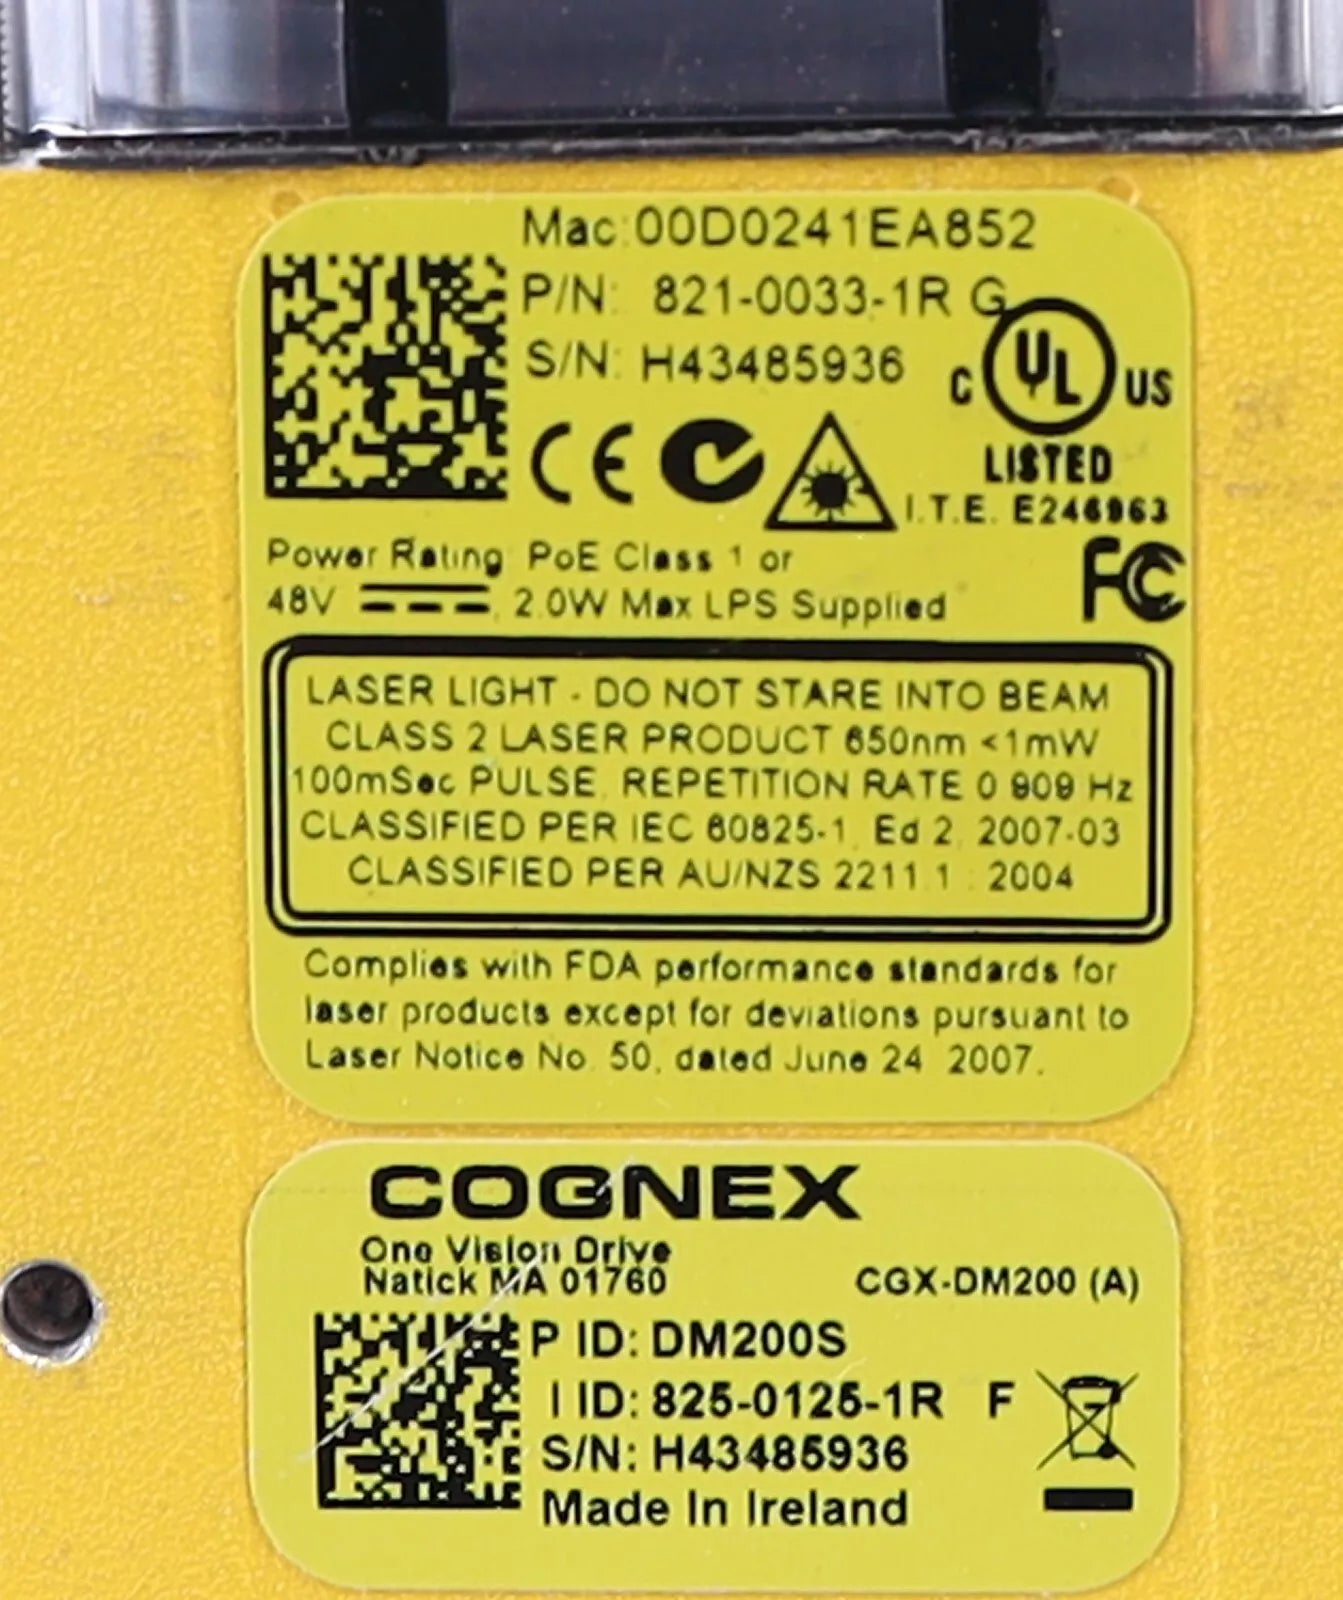 Mac:00D0241EA852
P/N: 821-0033-1R G
S/N: H43485936
C UL US
LISTED
I.T.E. E246963
CE
FC
Power Rating: PoE Class 1 or
48V 2.0W Max LPS Supplied
LASER LIGHT - DO NOT STARE INTO BEAM
CLASS 2 LASER PRODUCT 650nm <1mW
100mSec PULSE, REPETITION RATE 0.909 Hz
CLASSIFIED PER IEC 60825-1, Ed 2, 2007-03
CLASSIFIED PER AU/NZS 2211.1 : 2004
Complies with FDA performance standards for
laser products except for deviations pursuant to
Laser Notice No. 50, dated June 24, 2007.
COGNEX
One Vision Drive
Natick MA 01760
CGX-DM200 (A)
P ID: DM200S
I ID: 825-0125-1R F
S/N: H43485936
Made In Ireland